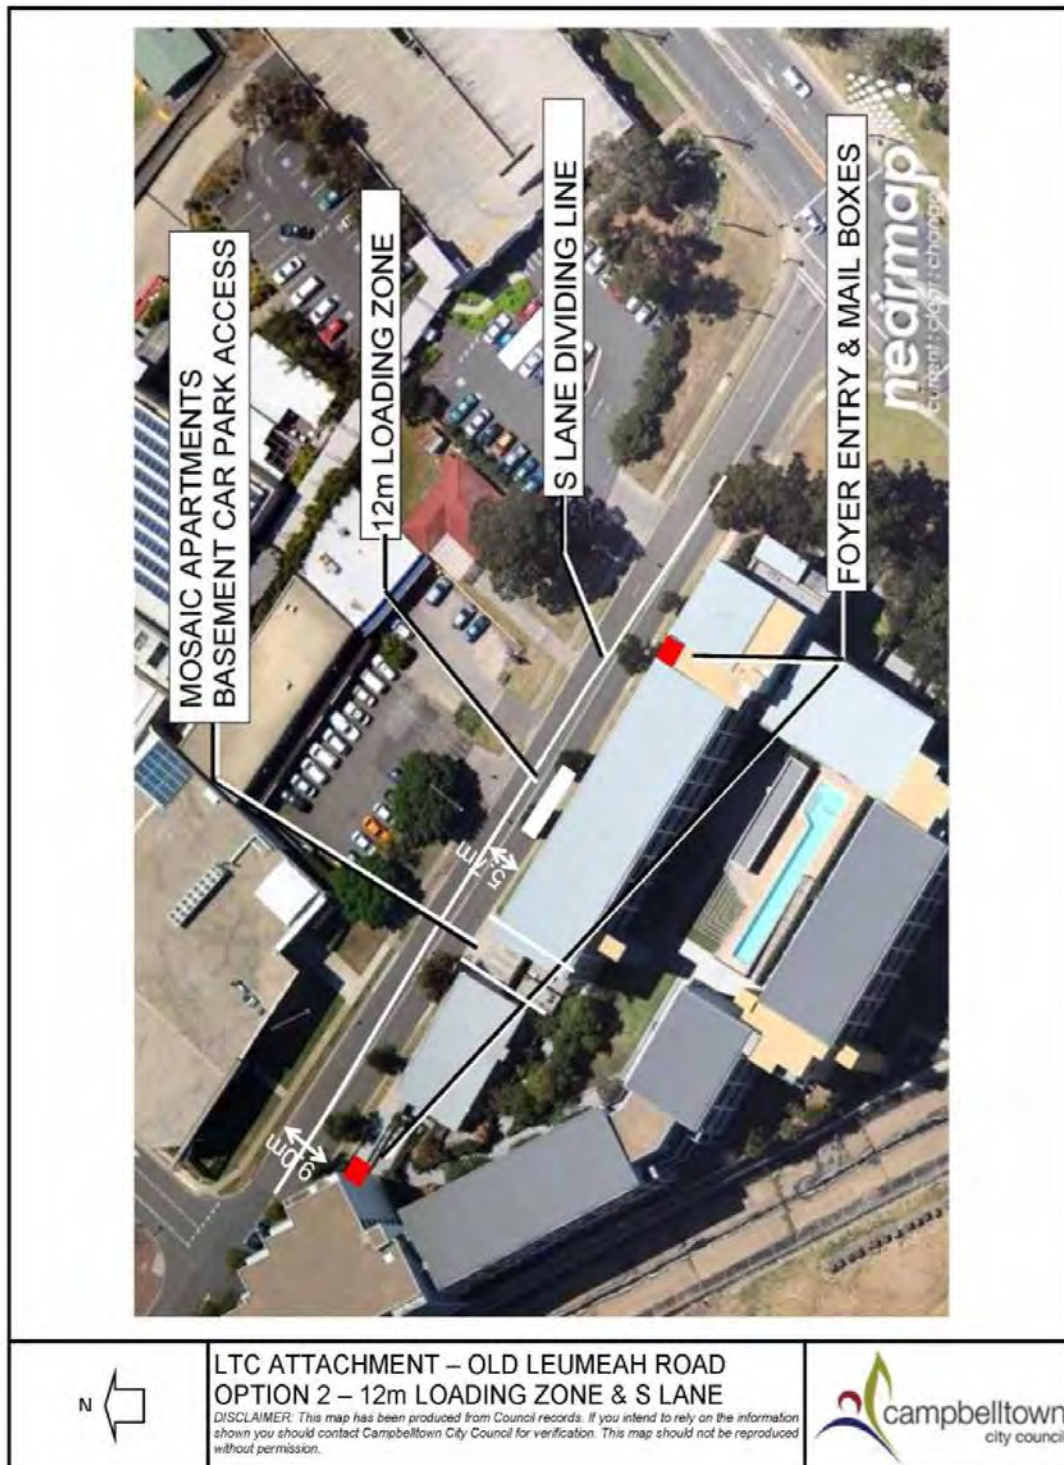 MOSAIC APARTMENTS
BASEMENT CAR PARK ACCESS
12m LOADING ZONE
S LANE DIVIDING LINE
FOYER ENTRY & MAIL BOXES
nearmap
5.7m
9.0m
N
LTC ATTACHMENT – OLD LEUMEAH ROAD
OPTION 2 – 12m LOADING ZONE & S LANE
DISCLAIMER: This map has been produced from Council records. If you intend to rely on the information
shown you should contact Campbelltown City Council for verification. This map should not be reproduced
without permission.
campbelltown
city council